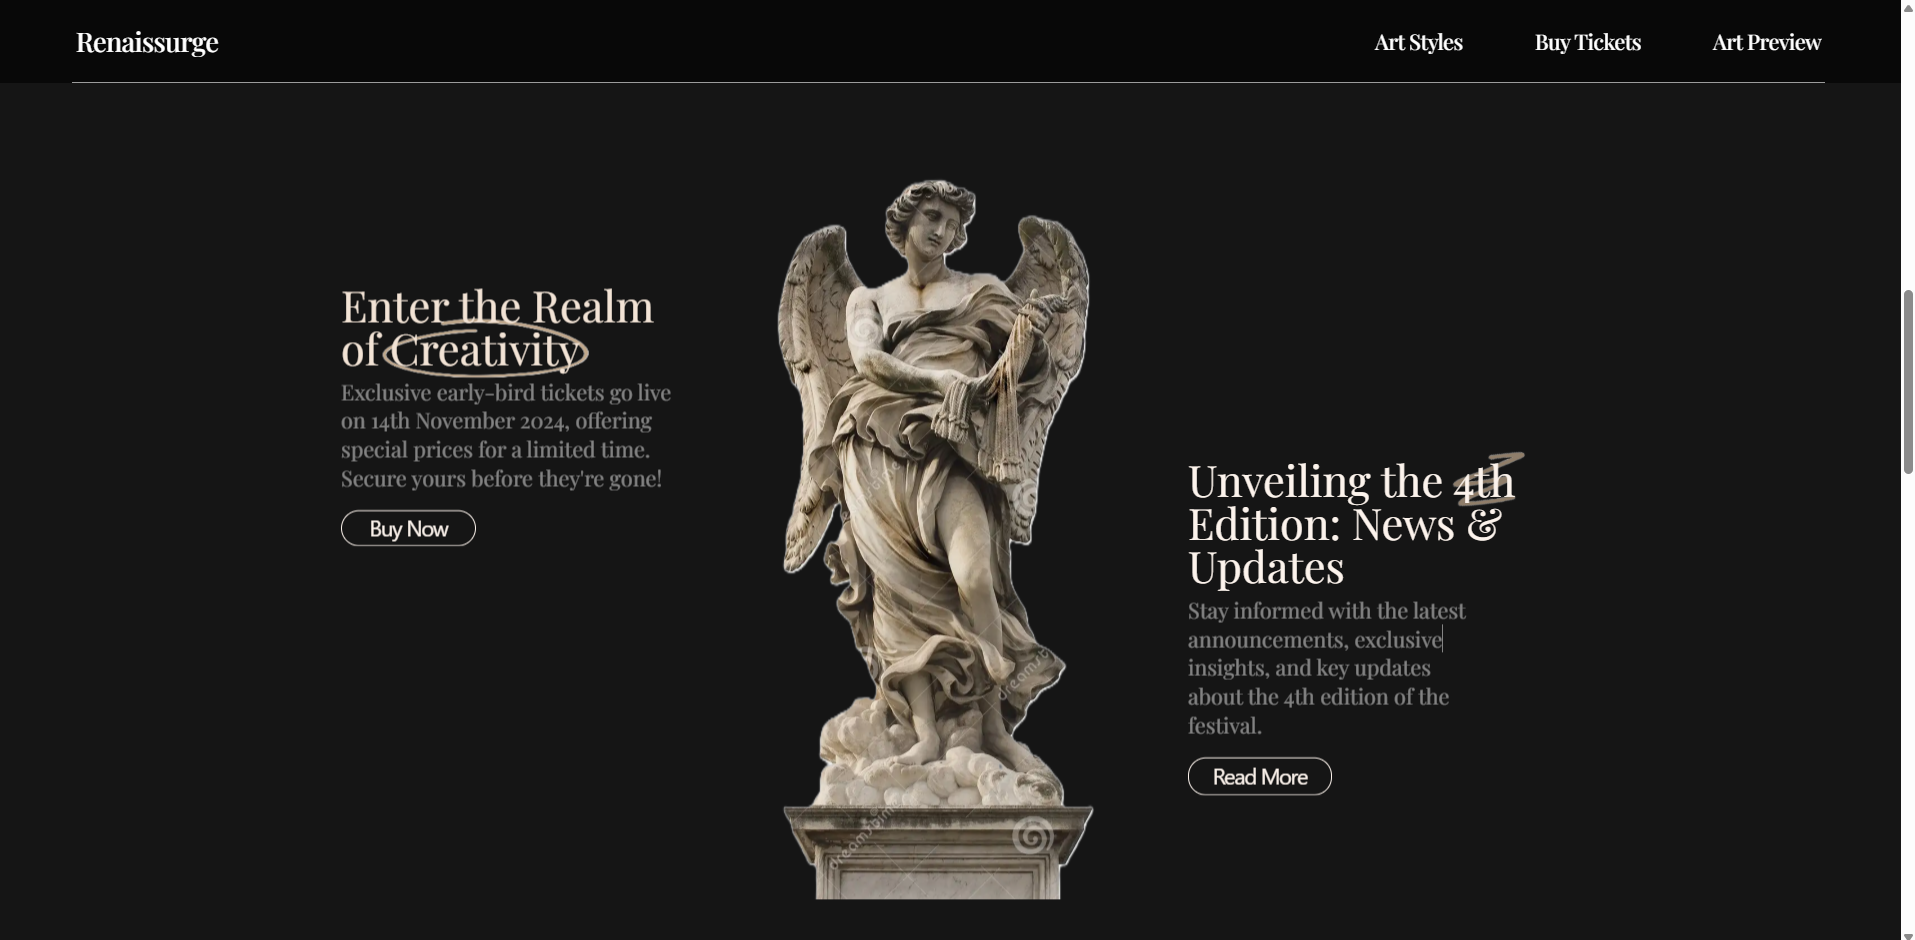 Renaissurge
Art Styles
Buy Tickets
Art Preview
Enter the Realm
of Creativity
Exclusive early-bird tickets go live
on 14th November 2024, offering
special prices for a limited time.
Secure yours before they're gone!
Buy Now
Unveiling the 4th
Edition: News &
Updates
Stay informed with the latest
announcements, exclusive
insights, and key updates
about the 4th edition of the
festival.
Read More